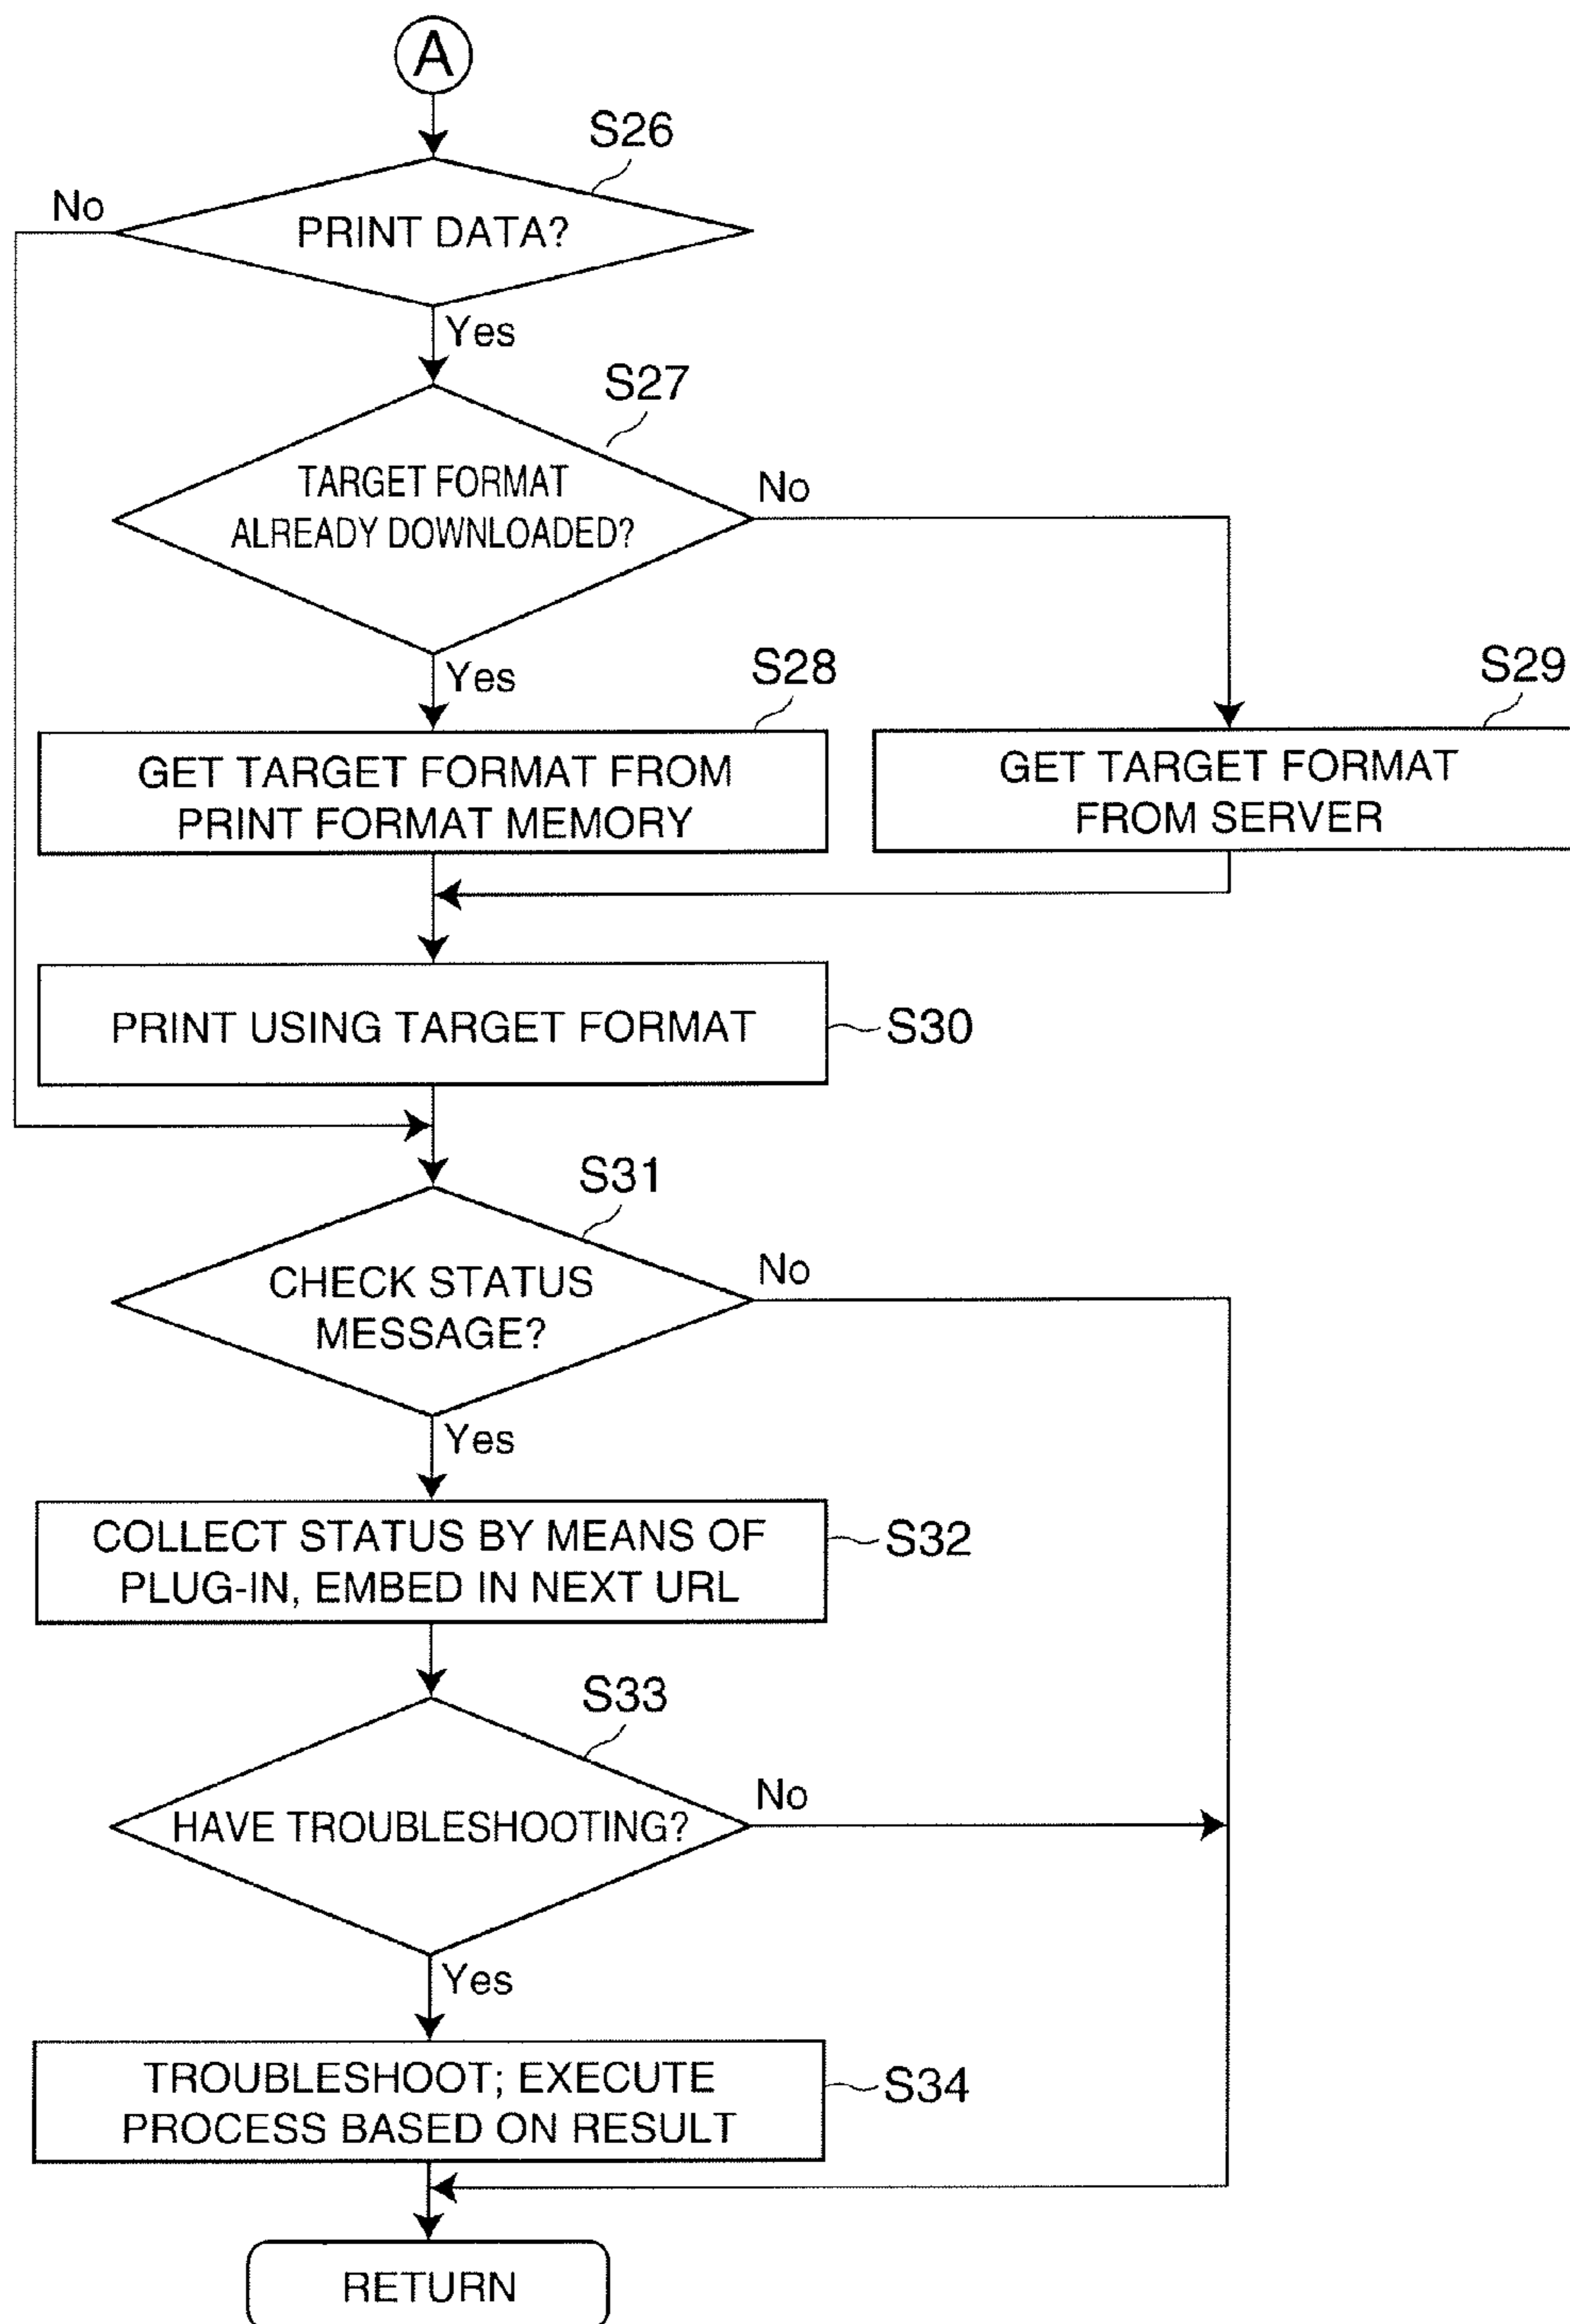 A
S26
No
PRINT DATA?
Yes
S27
TARGET FORMAT
ALREADY DOWNLOADED?
No
Yes
S28
S29
GET TARGET FORMAT FROM
PRINT FORMAT MEMORY
GET TARGET FORMAT
FROM SERVER
PRINT USING TARGET FORMAT
S30
S31
CHECK STATUS
MESSAGE?
No
Yes
COLLECT STATUS BY MEANS OF
PLUG-IN, EMBED IN NEXT URL
S32
S33
HAVE TROUBLESHOOTING?
No
Yes
TROUBLESHOOT; EXECUTE
PROCESS BASED ON RESULT
S34
RETURN